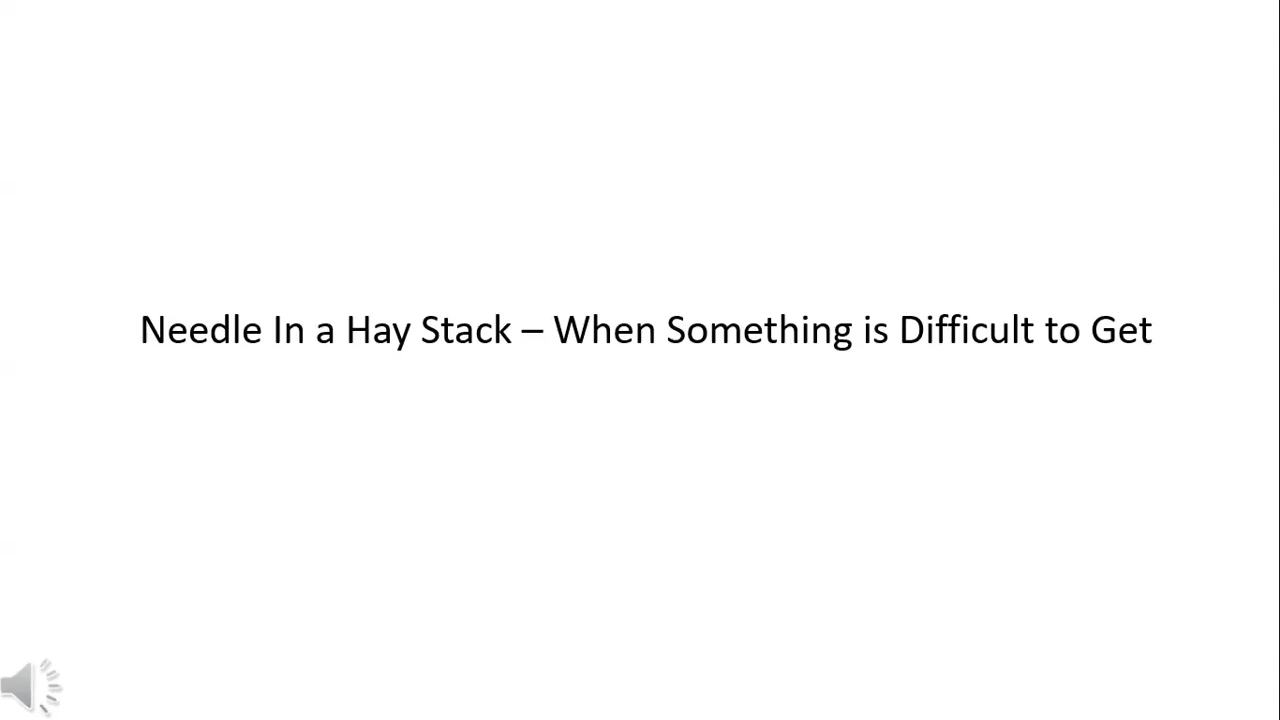 Needle In a Hay Stack – When Something is Difficult to Get